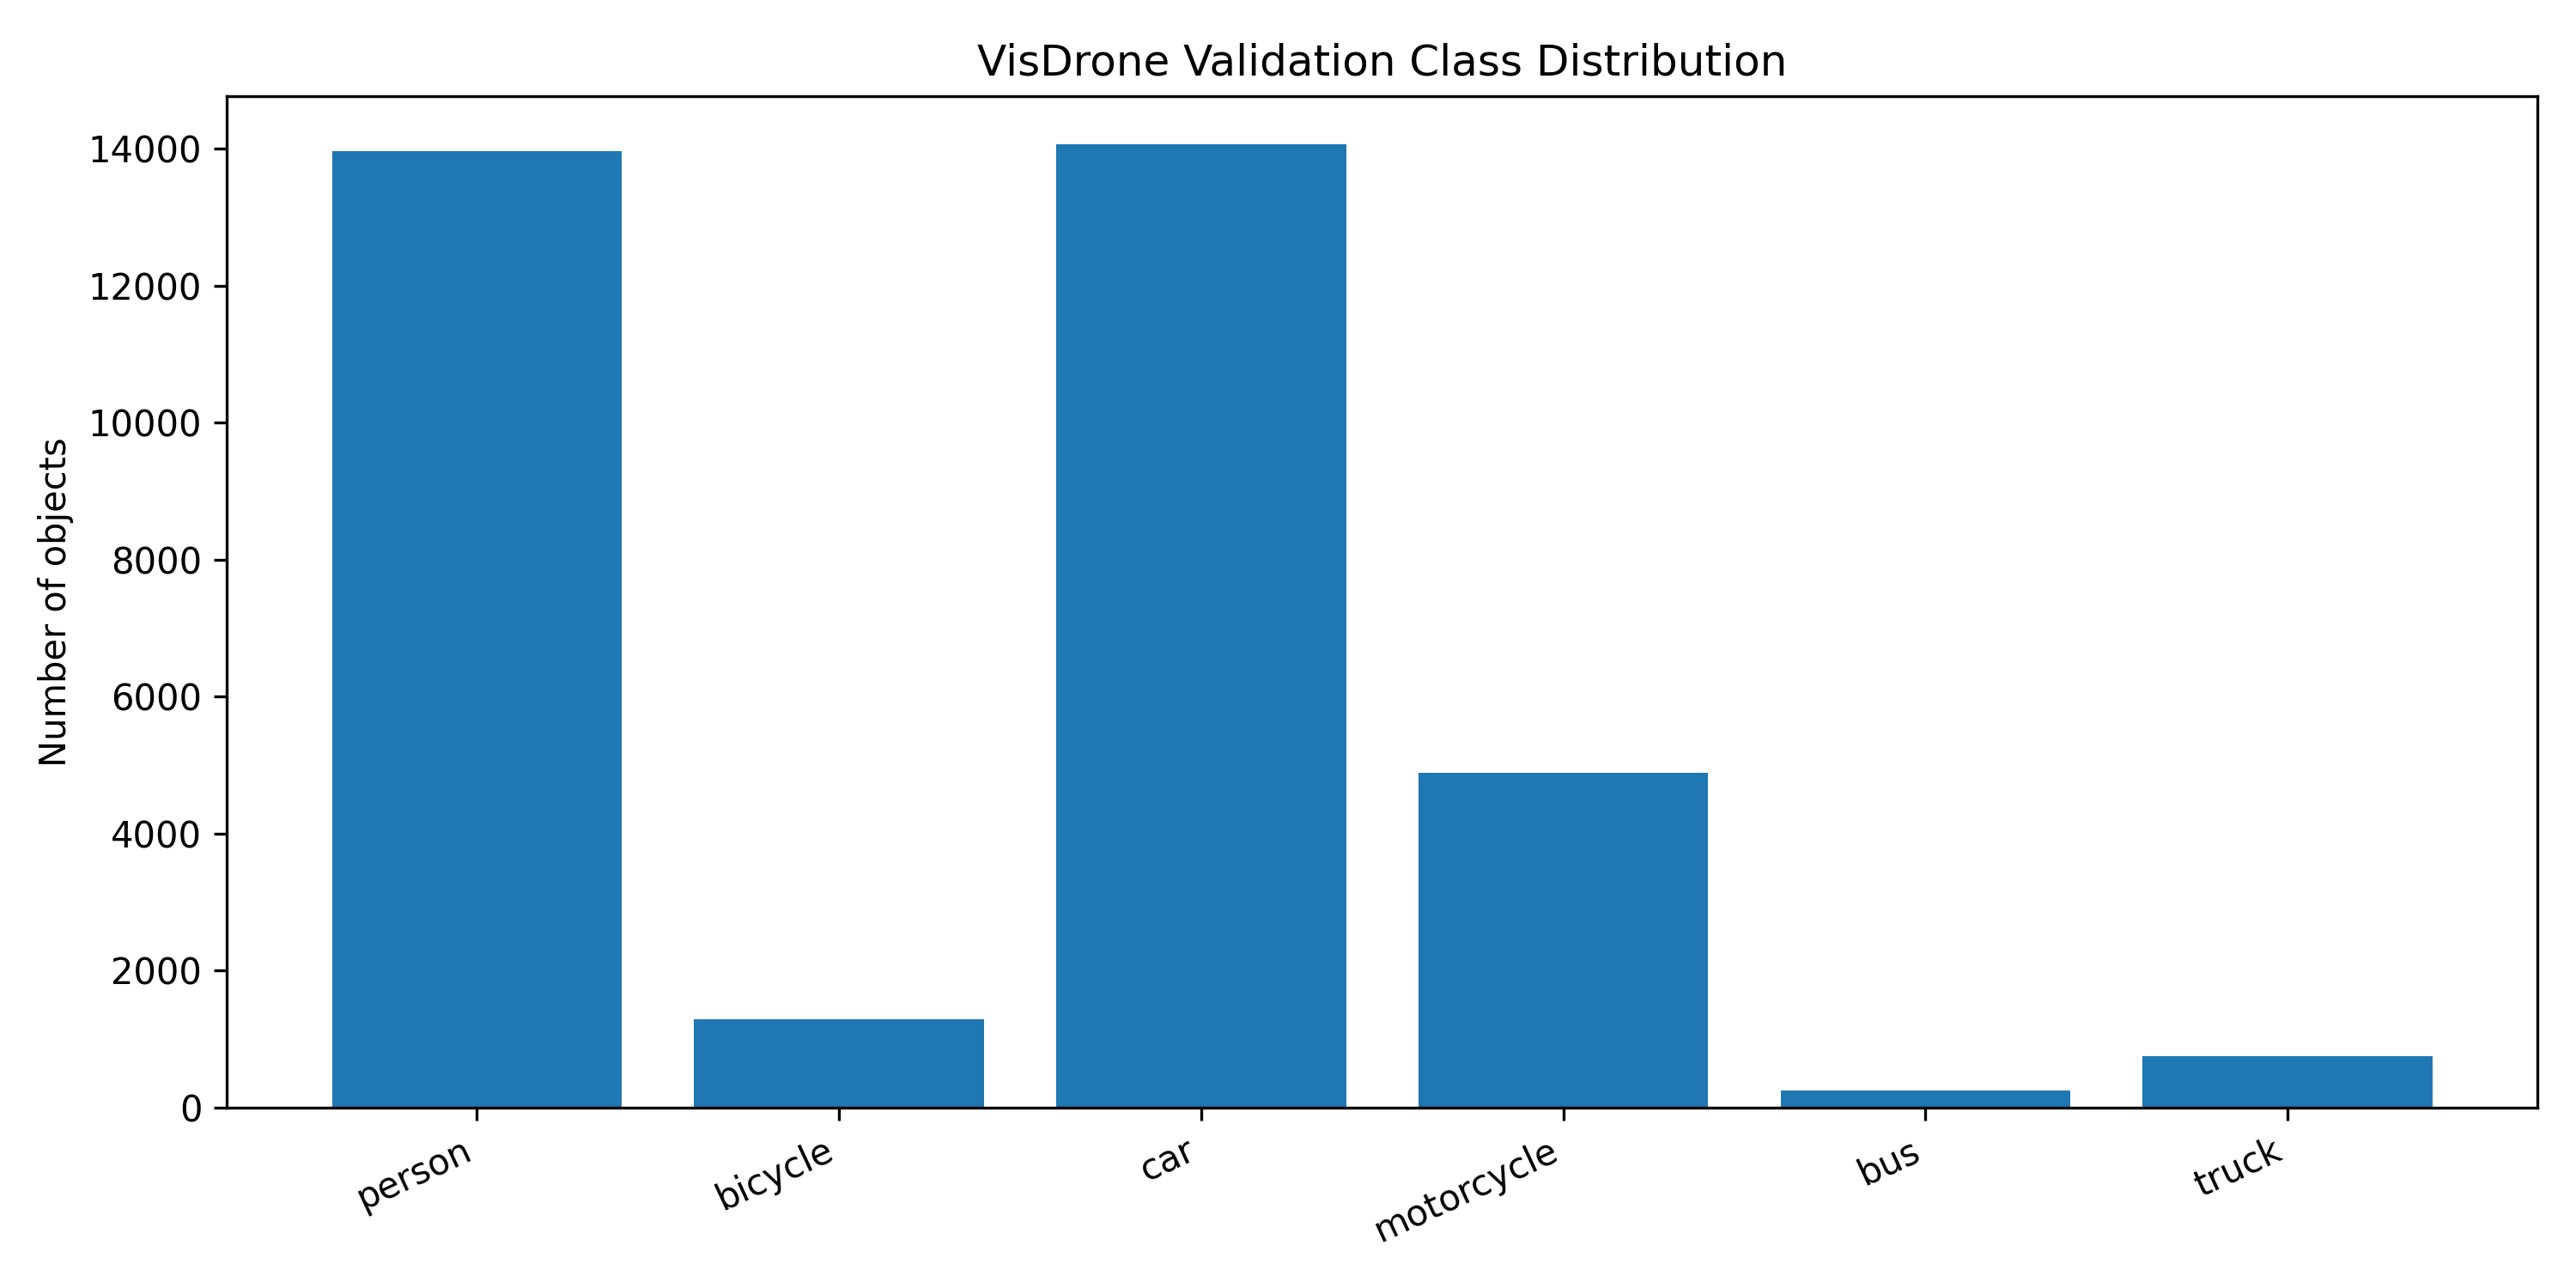 VisDrone Validation Class Distribution
Number of objects
14000
12000
10000
8000
6000
4000
2000
0
person
bicycle
car
motorcycle
bus
truck